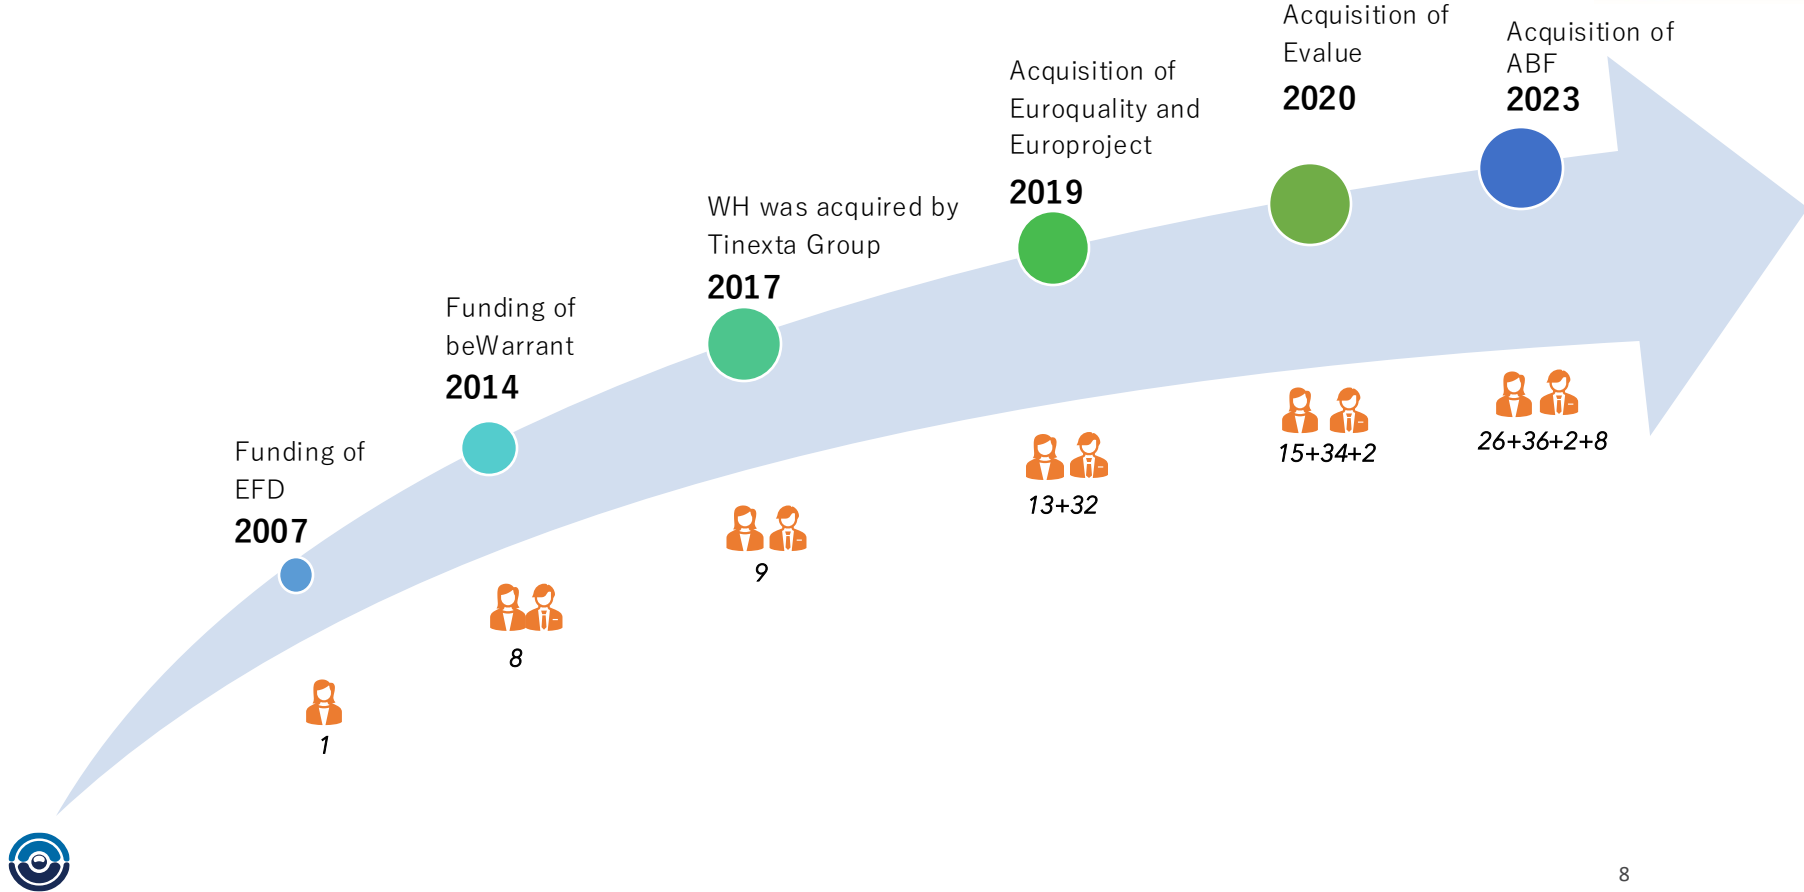 Funding of
EFD
2007
1
Funding of
beWarrant
2014
8
WH was acquired by
Tinexta Group
2017
9
Acquisition of
Euroquality and
Europroject
2019
13+32
Acquisition of
Evalue
2020
15+34+2
Acquisition of
ABF
2023
26+36+2+8
8